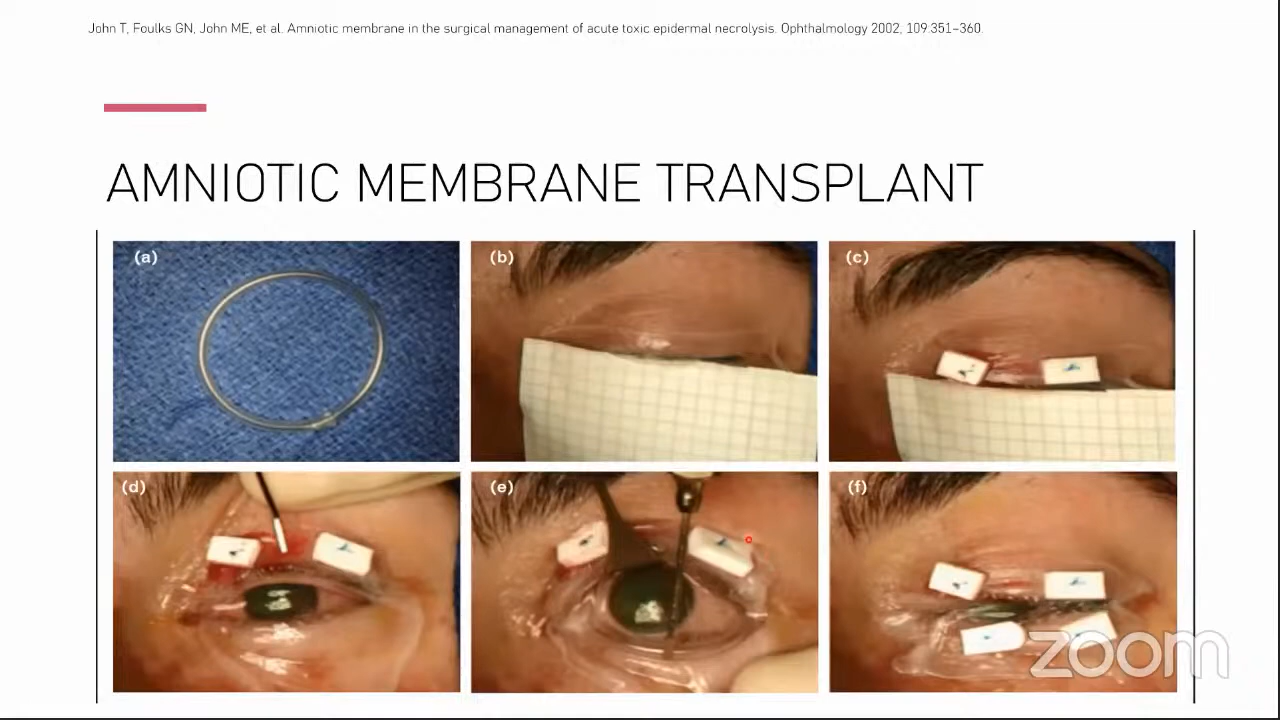 John T, Foulks GN, John ME, et al. Amniotic membrane in the surgical management of acute toxic epidermal necrolysis. Ophthalmology 2002, 109:351–360.
AMNIOTIC MEMBRANE TRANSPLANT
(a)
(b)
(c)
(d)
(e)
(f)
zoom